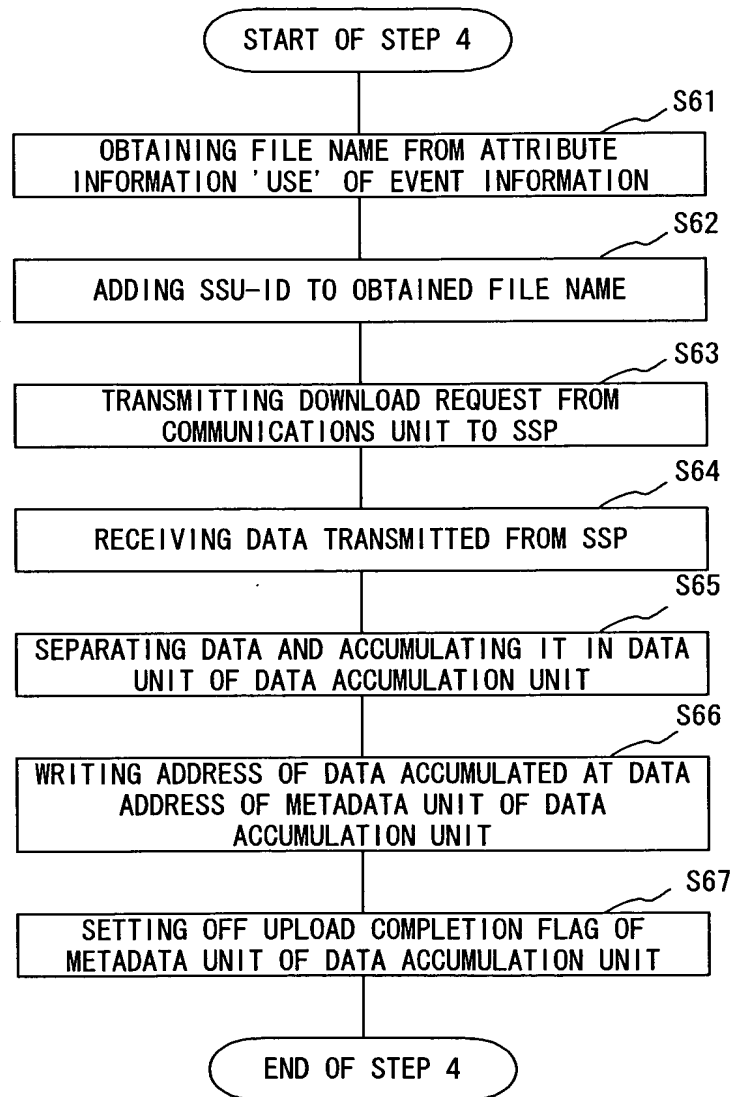 START OF STEP 4
S61
OBTAINING FILE NAME FROM ATTRIBUTE
INFORMATION 'USE' OF EVENT INFORMATION
S62
ADDING SSU-ID TO OBTAINED FILE NAME
S63
TRANSMITTING DOWNLOAD REQUEST FROM
COMMUNICATIONS UNIT TO SSP
S64
RECEIVING DATA TRANSMITTED FROM SSP
S65
SEPARATING DATA AND ACCUMULATING IT IN DATA
UNIT OF DATA ACCUMULATION UNIT
S66
WRITING ADDRESS OF DATA ACCUMULATED AT DATA
ADDRESS OF METADATA UNIT OF DATA
ACCUMULATION UNIT
S67
SETTING OFF UPLOAD COMPLETION FLAG OF
METADATA UNIT OF DATA ACCUMULATION UNIT
END OF STEP 4